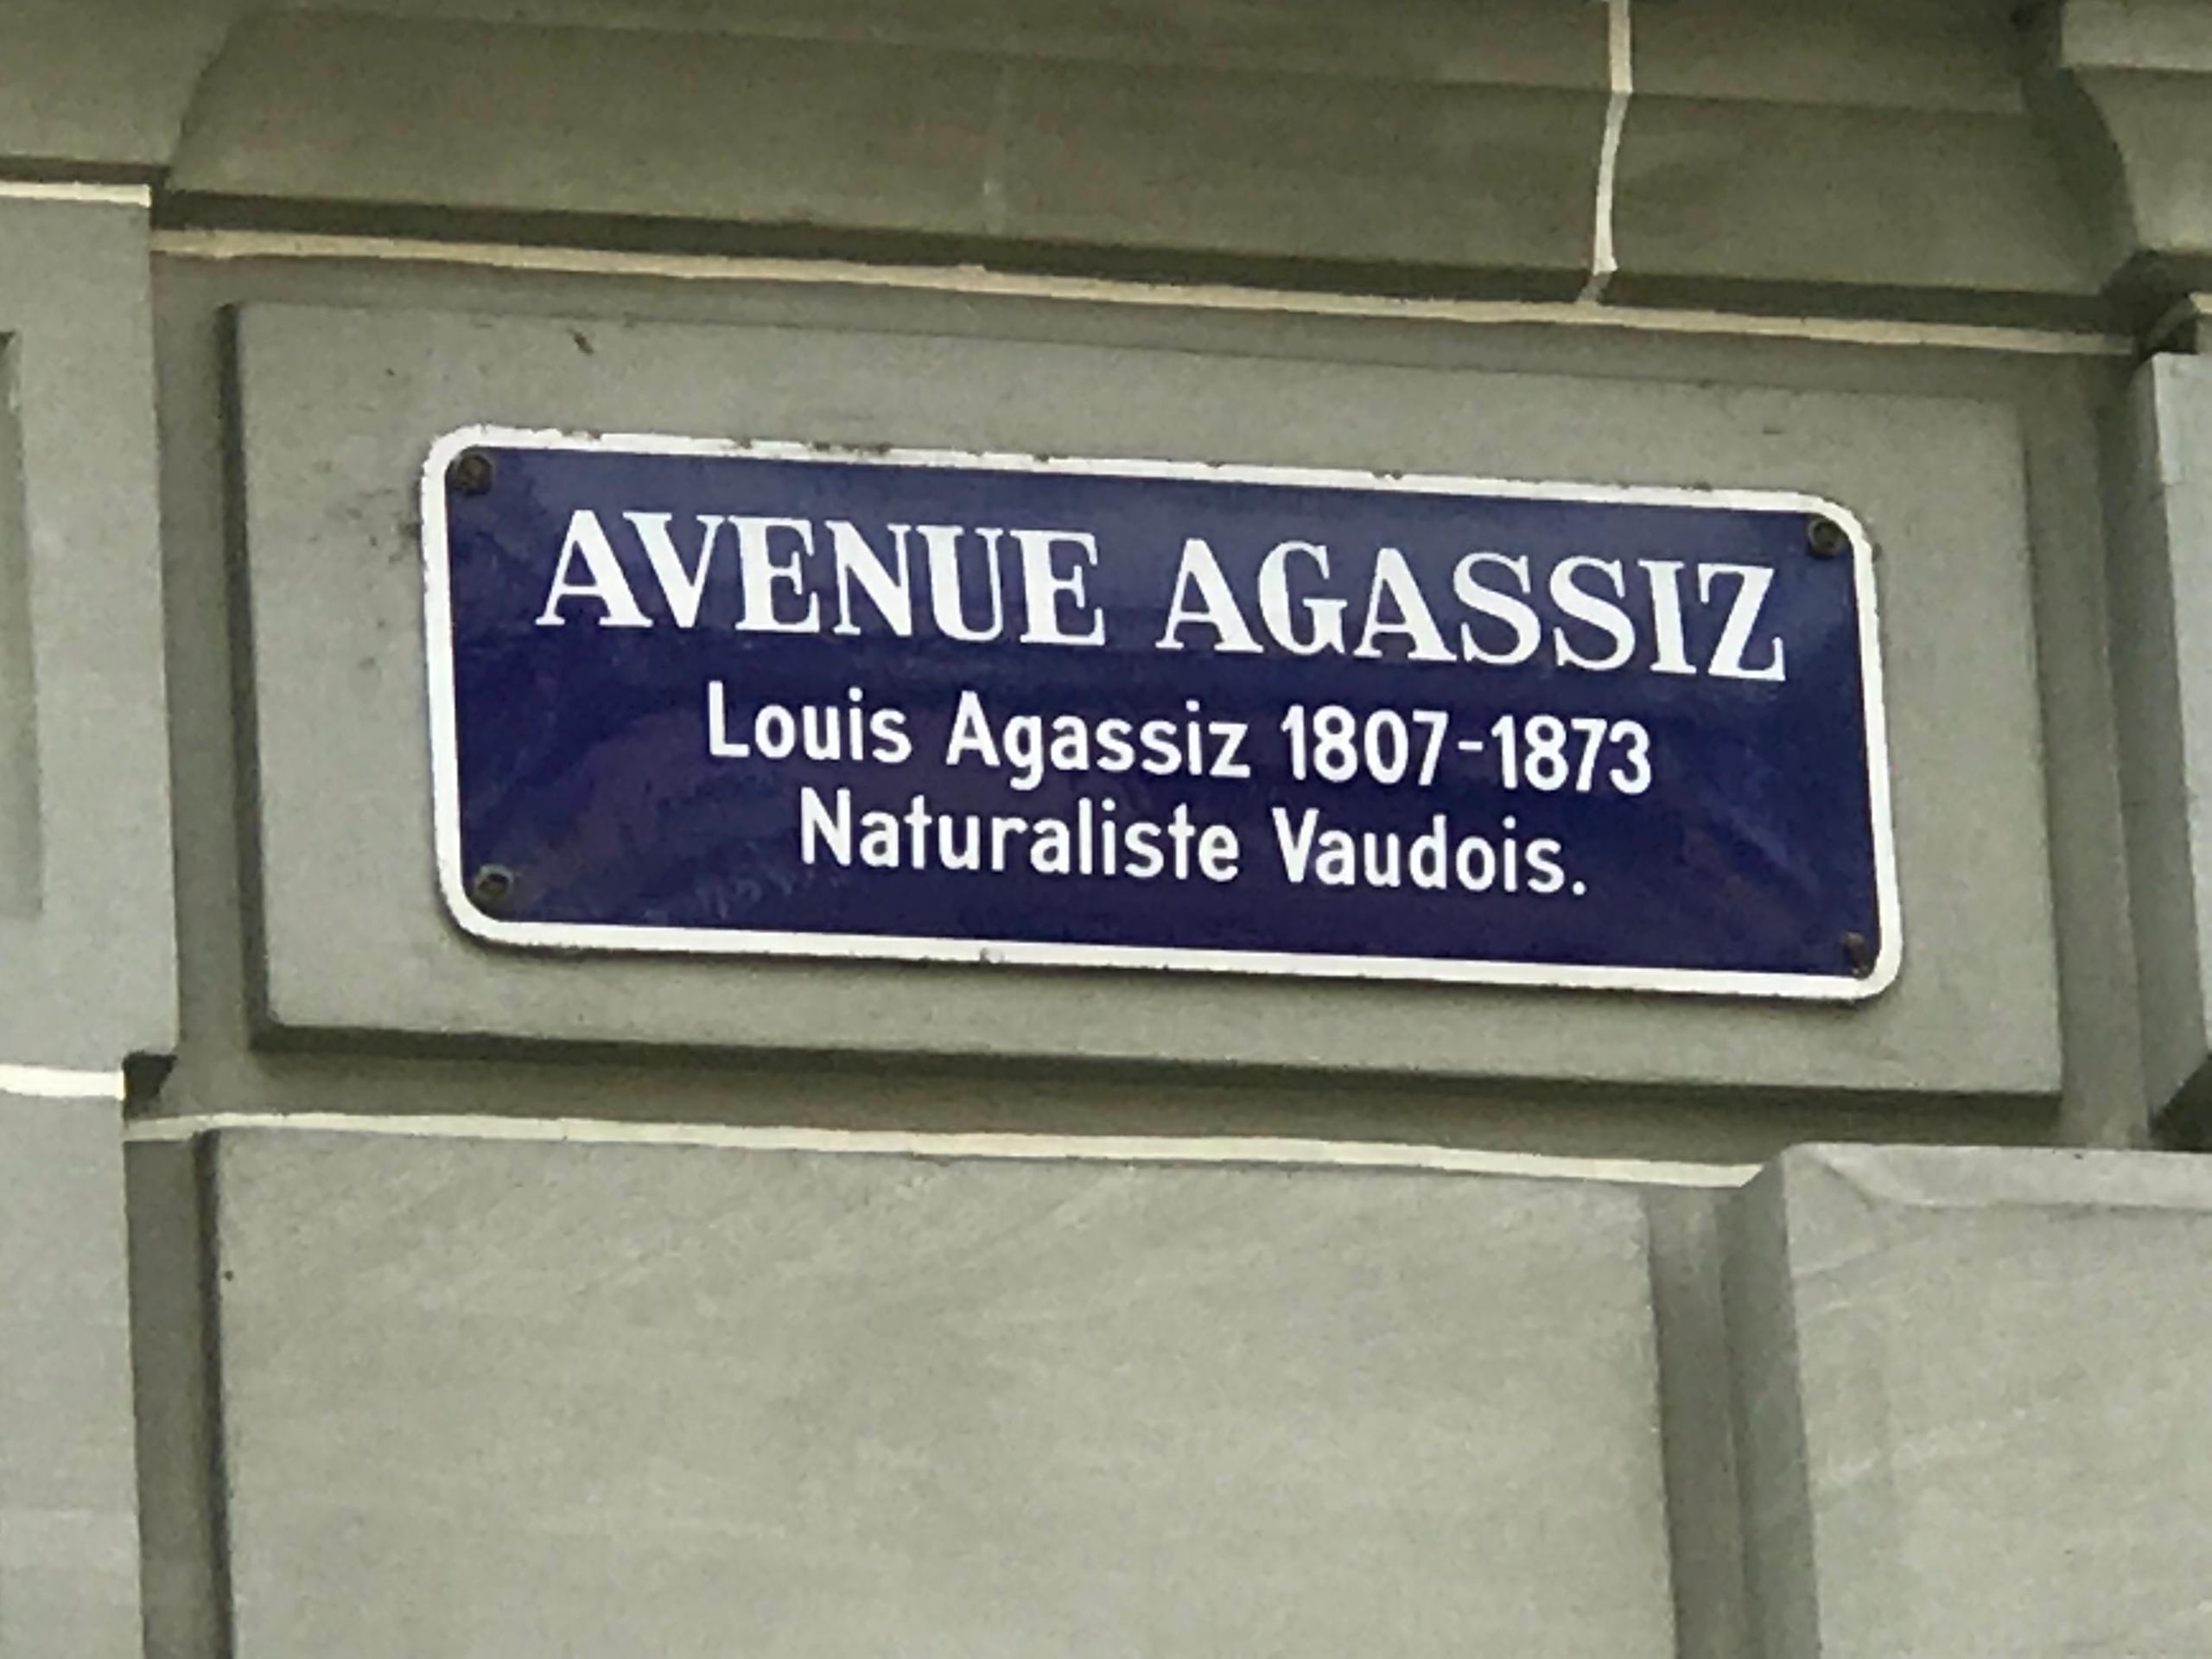 AVENUE AGASSIZ
Louis Agassiz 1807-1873
Naturaliste Vaudois.